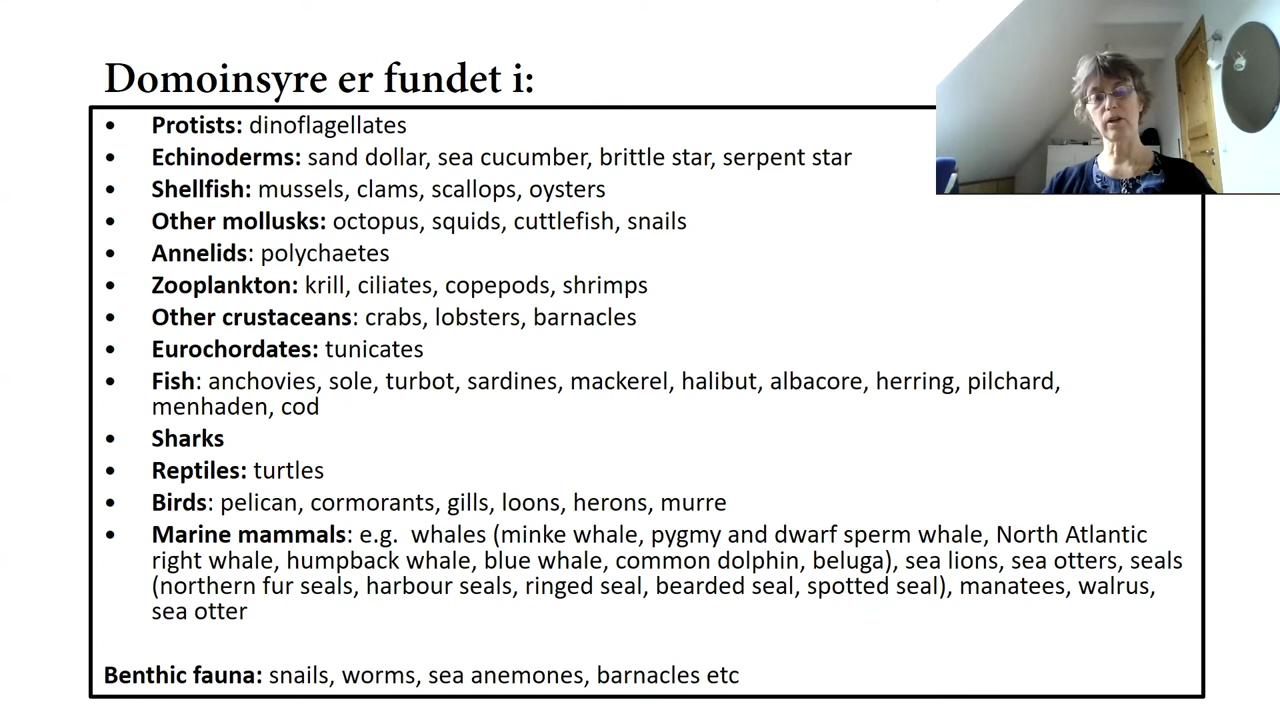 Domoinsyre er fundet i:
• Protists: dinoflagellates
• Echinoderms: sand dollar, sea cucumber, brittle star, serpent star
• Shellfish: mussels, clams, scallops, oysters
• Other mollusks: octopus, squids, cuttlefish, snails
• Annelids: polychaetes
• Zooplankton: krill, ciliates, copepods, shrimps
• Other crustaceans: crabs, lobsters, barnacles
• Eurochordates: tunicates
• Fish: anchovies, sole, turbot, sardines, mackerel, halibut, albacore, herring, pilchard,
menhaden, cod
• Sharks
• Reptiles: turtles
• Birds: pelican, cormorants, gills, loons, herons, murre
• Marine mammals: e.g. whales (minke whale, pygmy and dwarf sperm whale, North Atlantic
right whale, humpback whale, blue whale, common dolphin, beluga), sea lions, sea otters, seals
(northern fur seals, harbour seals, ringed seal, bearded seal, spotted seal), manatees, walrus,
sea otter
Benthic fauna: snails, worms, sea anemones, barnacles etc